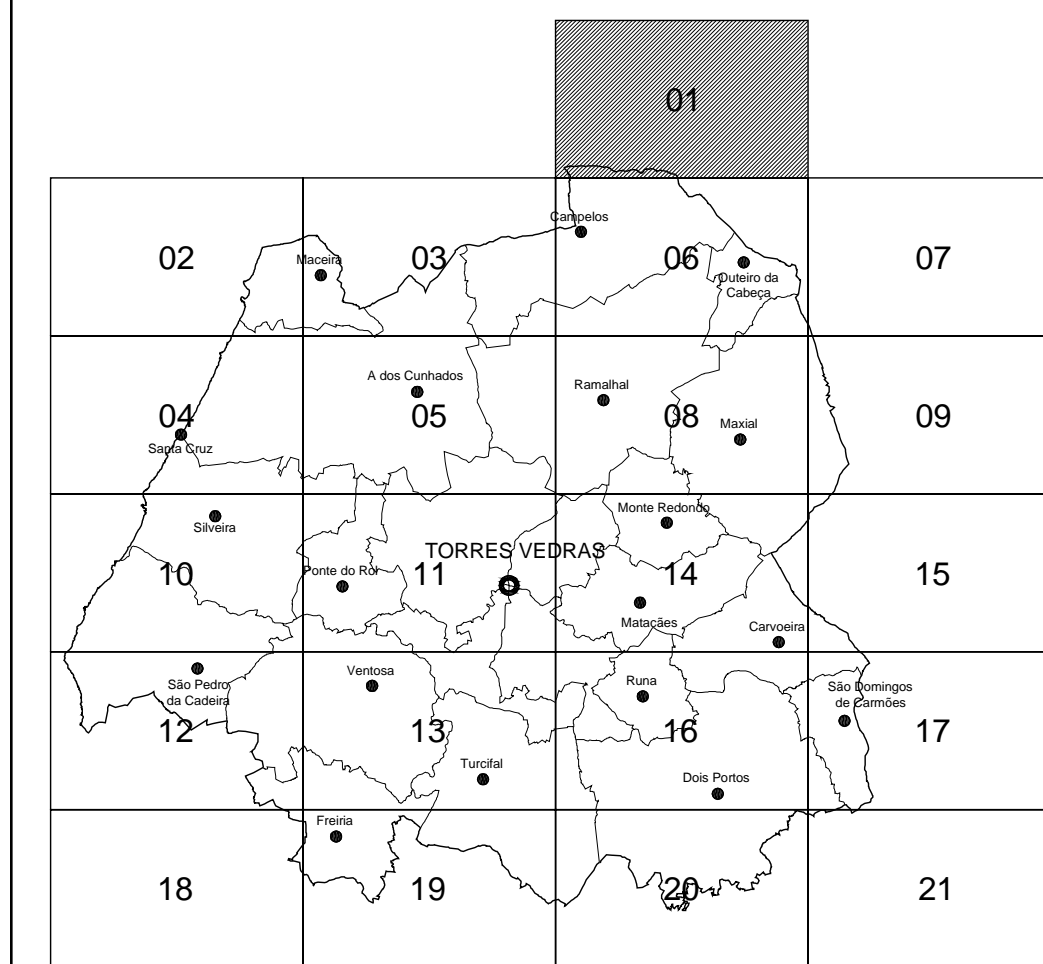 01
Campelos
02
Maceira
03
06
Outeiro da
Cabeça
07
A dos Cunhados
Ramalhal
04
Santa Cruz
05
08
Maxial
09
Silveira
Monte Redondo
TORRES VEDRAS
10
Ponte do Rol
11
14
Matacães
15
Carvoeira
São Pedro
da Cadeira
12
Ventosa
13
Runa
16
São Domingos
de Carmões
17
Turcifal
Dois Portos
Freiria
18
19
20
21